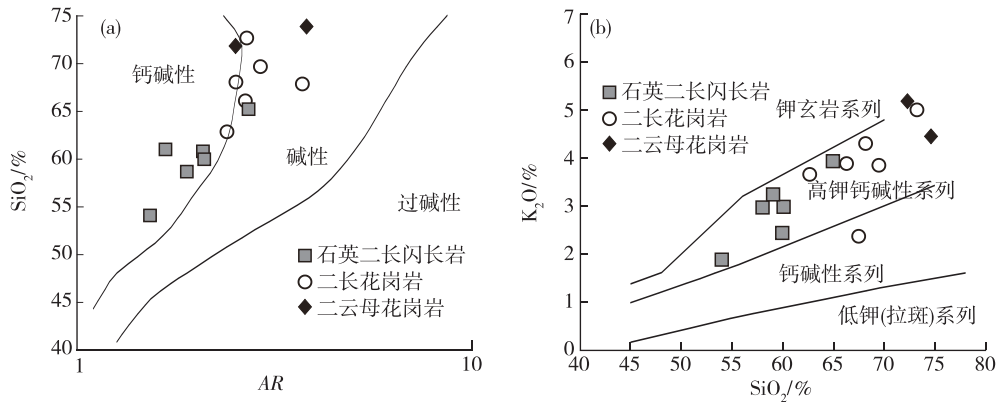 (a)
75
70
65
60
55
50
45
40
SiO₂/%
钙碱性
碱性
过碱性
石英二长闪长岩
二长花岗岩
二云母花岗岩
1
10
AR
(b)
7
6
5
4
3
2
1
0
K₂O/%
石英二长闪长岩
二长花岗岩
二云母花岗岩
钾玄岩系列
高钾钙碱性系列
钙碱性系列
低钾(拉斑)系列
40
45
50
55
60
65
70
75
80
SiO₂/%